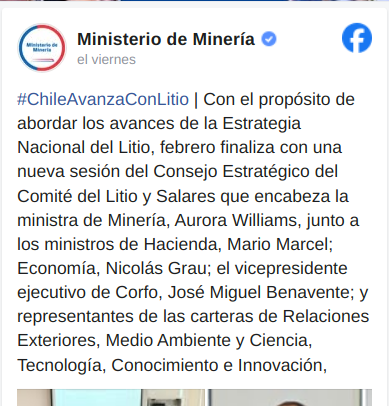 Ministerio de
Minería
Ministerio de Minería
el viernes
#ChileAvanzaConLitio | Con el propósito de
abordar los avances de la Estrategia
Nacional del Litio, febrero finaliza con una
nueva sesión del Consejo Estratégico del
Comité del Litio y Salares que encabeza la
ministra de Minería, Aurora Williams, junto a
los ministros de Hacienda, Mario Marcel;
Economía, Nicolás Grau; el vicepresidente
ejecutivo de Corfo, José Miguel Benavente; y
representantes de las carteras de Relaciones
Exteriores, Medio Ambiente y Ciencia,
Tecnología, Conocimiento e Innovación,